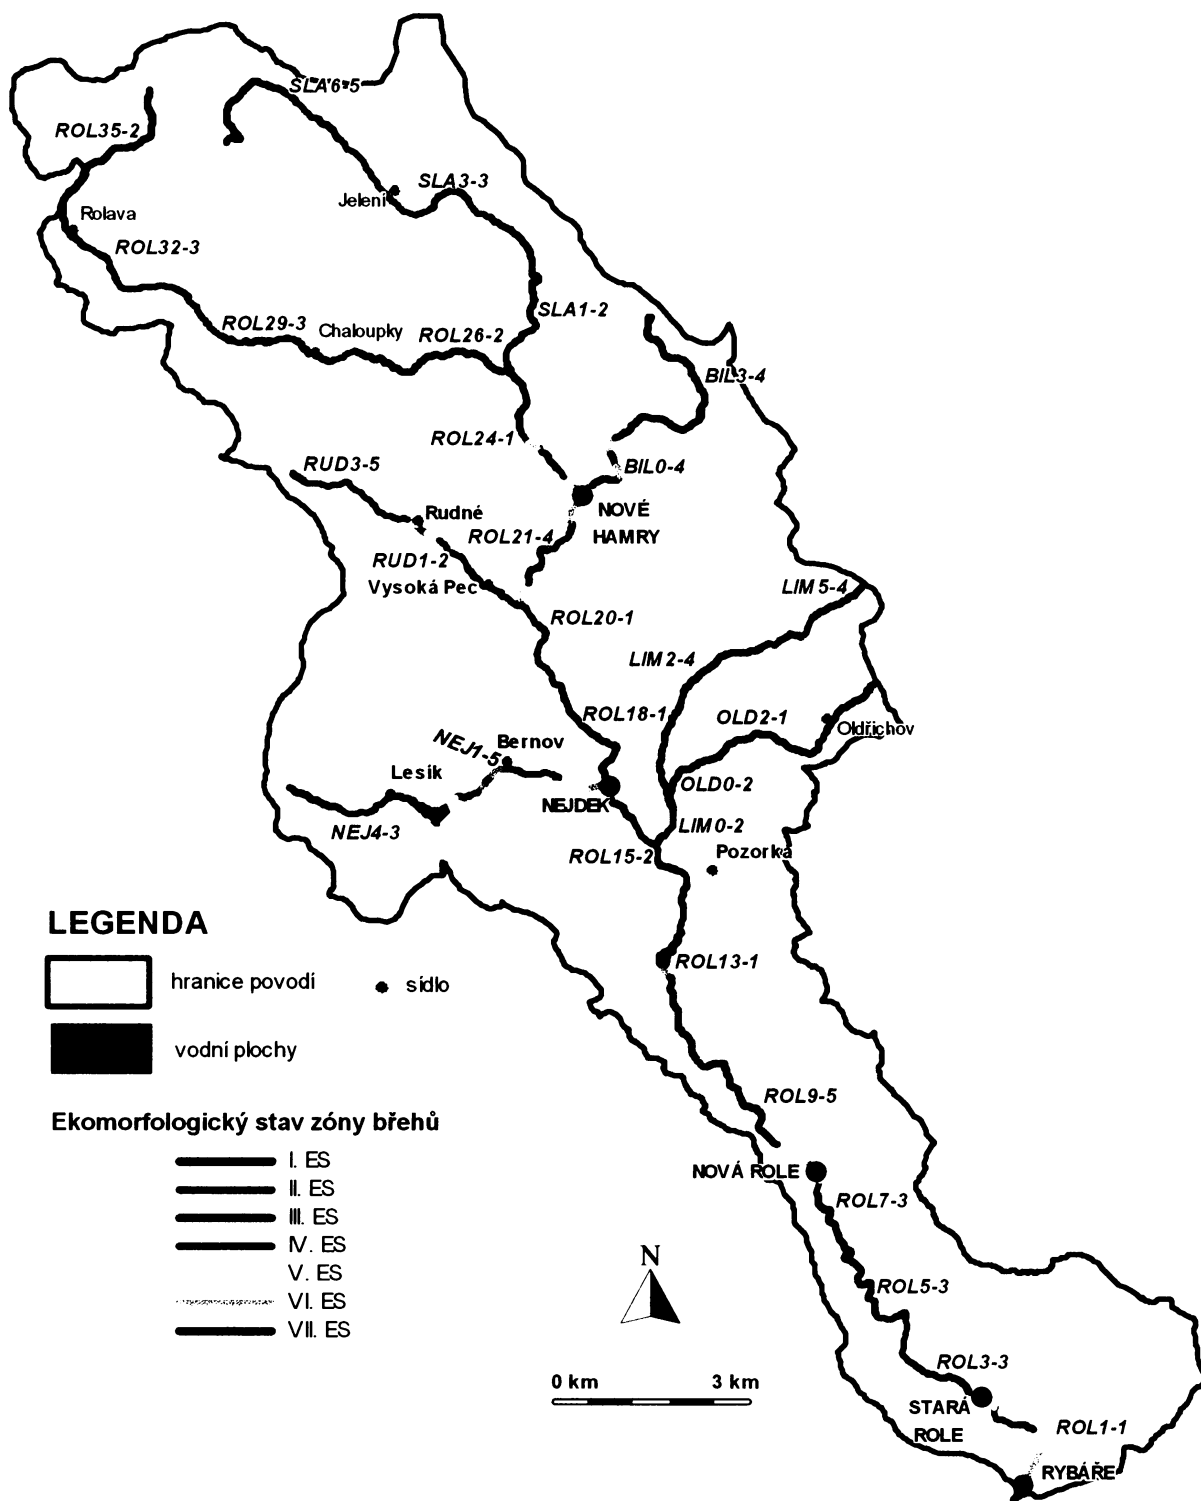 SLA6-5
ROL35-2
SLA3-3
Jelení
Rolava
ROL32-3
SLA1-2
ROL29-3
Chaloupky
ROL26-2
BIL3-4
ROL24-1
RUD3-5
BIL0-4
NOVÉ
HAMRY
Rudné
ROL21-4
RUD1-2
Vysoká Pec
LIM5-4
ROL20-1
LIM2-4
ROL18-1
OLD2-1
Oldřichov
NEJ1-5
Bernov
Lesík
OLD0-2
NEJDEK
NEJ4-3
LIM0-2
ROL15-2
Pozorka
LEGENDA
hranice povodí
sídlo
ROL13-1
vodní plochy
ROL9-5
Ekomorfologický stav zóny břehů
I. ES
II. ES
III. ES
IV. ES
V. ES
VI. ES
VII. ES
NOVÁ ROLE
ROL7-3
N
ROL5-3
ROL3-3
0 km 3 km
STARÁ
ROLE
ROL1-1
RYBÁŘE